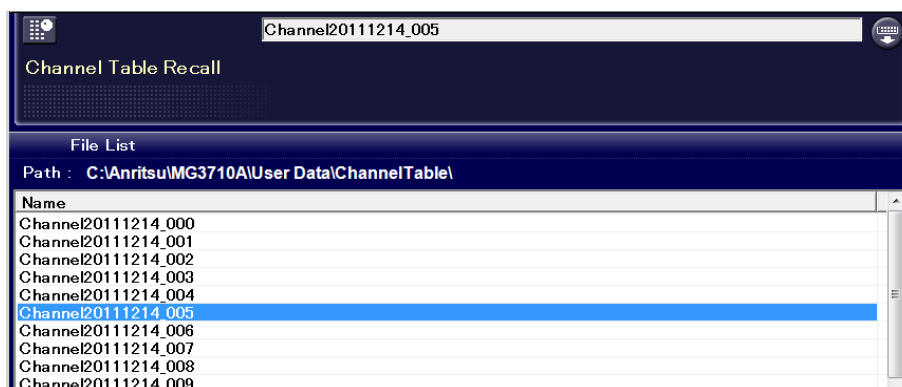 Channel20111214_005
Channel Table Recall
File List
Path : C:\Anritsu\MG3710A\User Data\ChannelTable\
Name
Channel20111214_000
Channel20111214_001
Channel20111214_002
Channel20111214_003
Channel20111214_004
Channel20111214_005
Channel20111214_006
Channel20111214_007
Channel20111214_008
Channel20111214_009